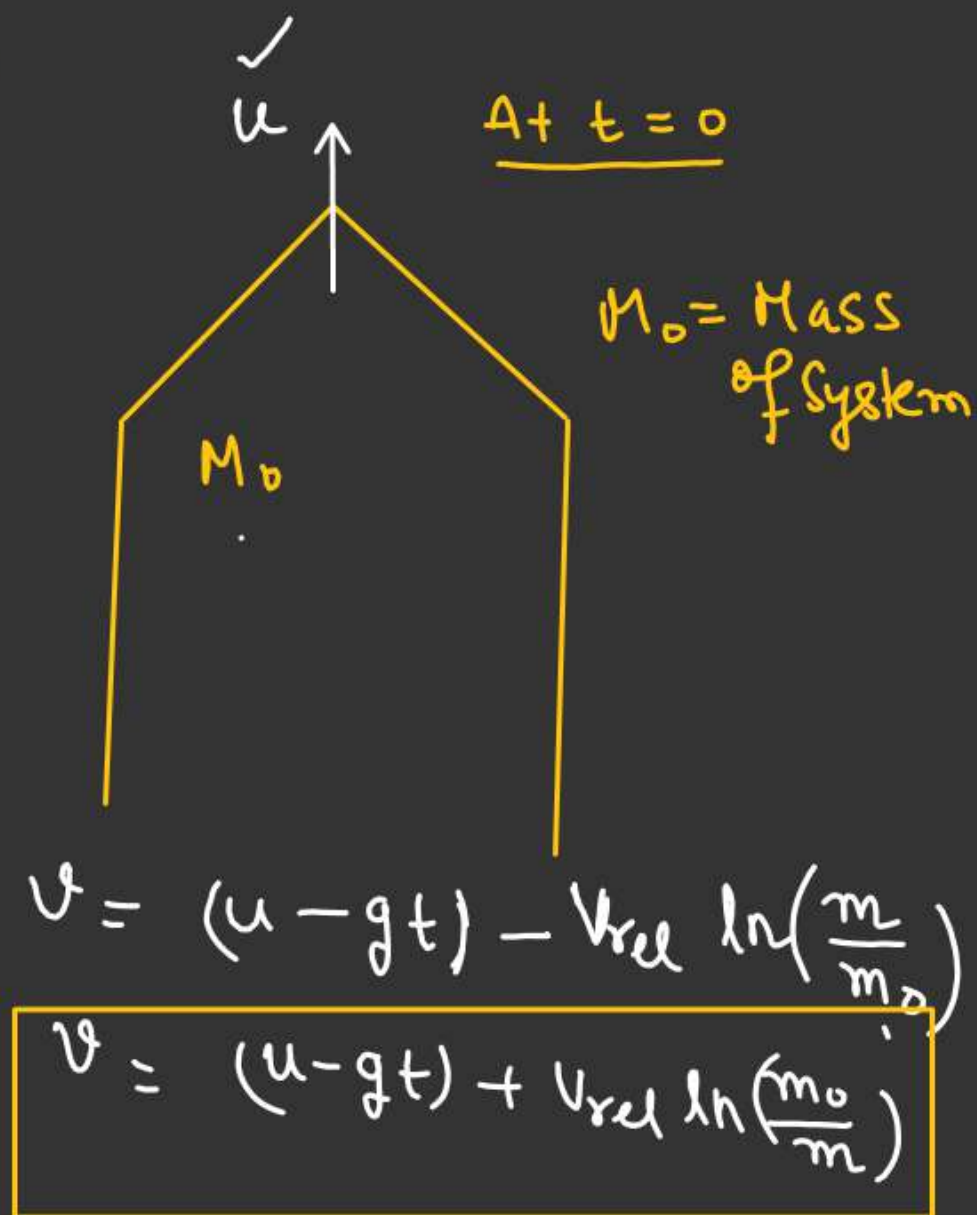 ✓
u
At t = 0
M₀ = Mass
of System
M₀
v = (u - gt) - Vrel ln(m/m₀)
v = (u - gt) + Vrel ln(m₀/m)